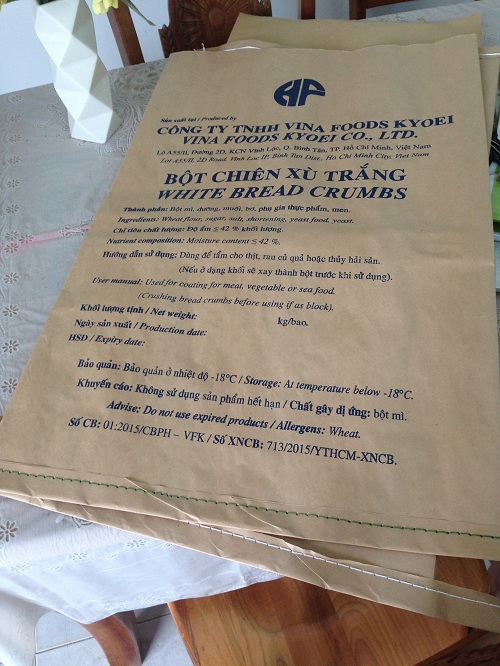 HP
Sản xuất tại / Produced by
CÔNG TY TNHH VINA FOODS KYOEI
VINA FOODS KYOEI CO., LTD.
Lô A55/II, Đường 2D, KCN Vĩnh Lộc, Q. Bình Tân, TP. Hồ Chí Minh, Việt Nam
Lot A55/II, 2D Road, Vinh Loc IP, Binh Tan Dist., Ho Chi Minh City, Viet Nam
BỘT CHIÊN XÙ TRẮNG
WHITE BREAD CRUMBS
Thành phần: Bột mì, đường, muối, bơ, phụ gia thực phẩm, men.
Ingredients: Wheat flour, sugar, salt, shortening, yeast food, yeast.
Chỉ tiêu chất lượng: Độ ẩm ≤ 42 % khối lượng.
Nutrient composition: Moisture content ≤ 42 %.
Hướng dẫn sử dụng: Dùng để tẩm cho thịt, rau củ quả hoặc thủy hải sản.
(Nếu ở dạng khối sẽ xay thành bột trước khi sử dụng).
User manual: Used for coating for meat, vegetable or sea food.
(Crushing bread crumbs before using if as block).
Khối lượng tịnh / Net weight: kg/bao.
Ngày sản xuất / Production date:
HSD / Expiry date:
Bảo quản: Bảo quản ở nhiệt độ -18°C / Storage: At temperature below -18°C.
Khuyến cáo: Không sử dụng sản phẩm hết hạn / Chất gây dị ứng: bột mì.
Advise: Do not use expired products / Allergens: Wheat.
Số CB: 01:2015/CBPH – VFK / Số XNCB: 713/2015/YTHCM-XNCB.